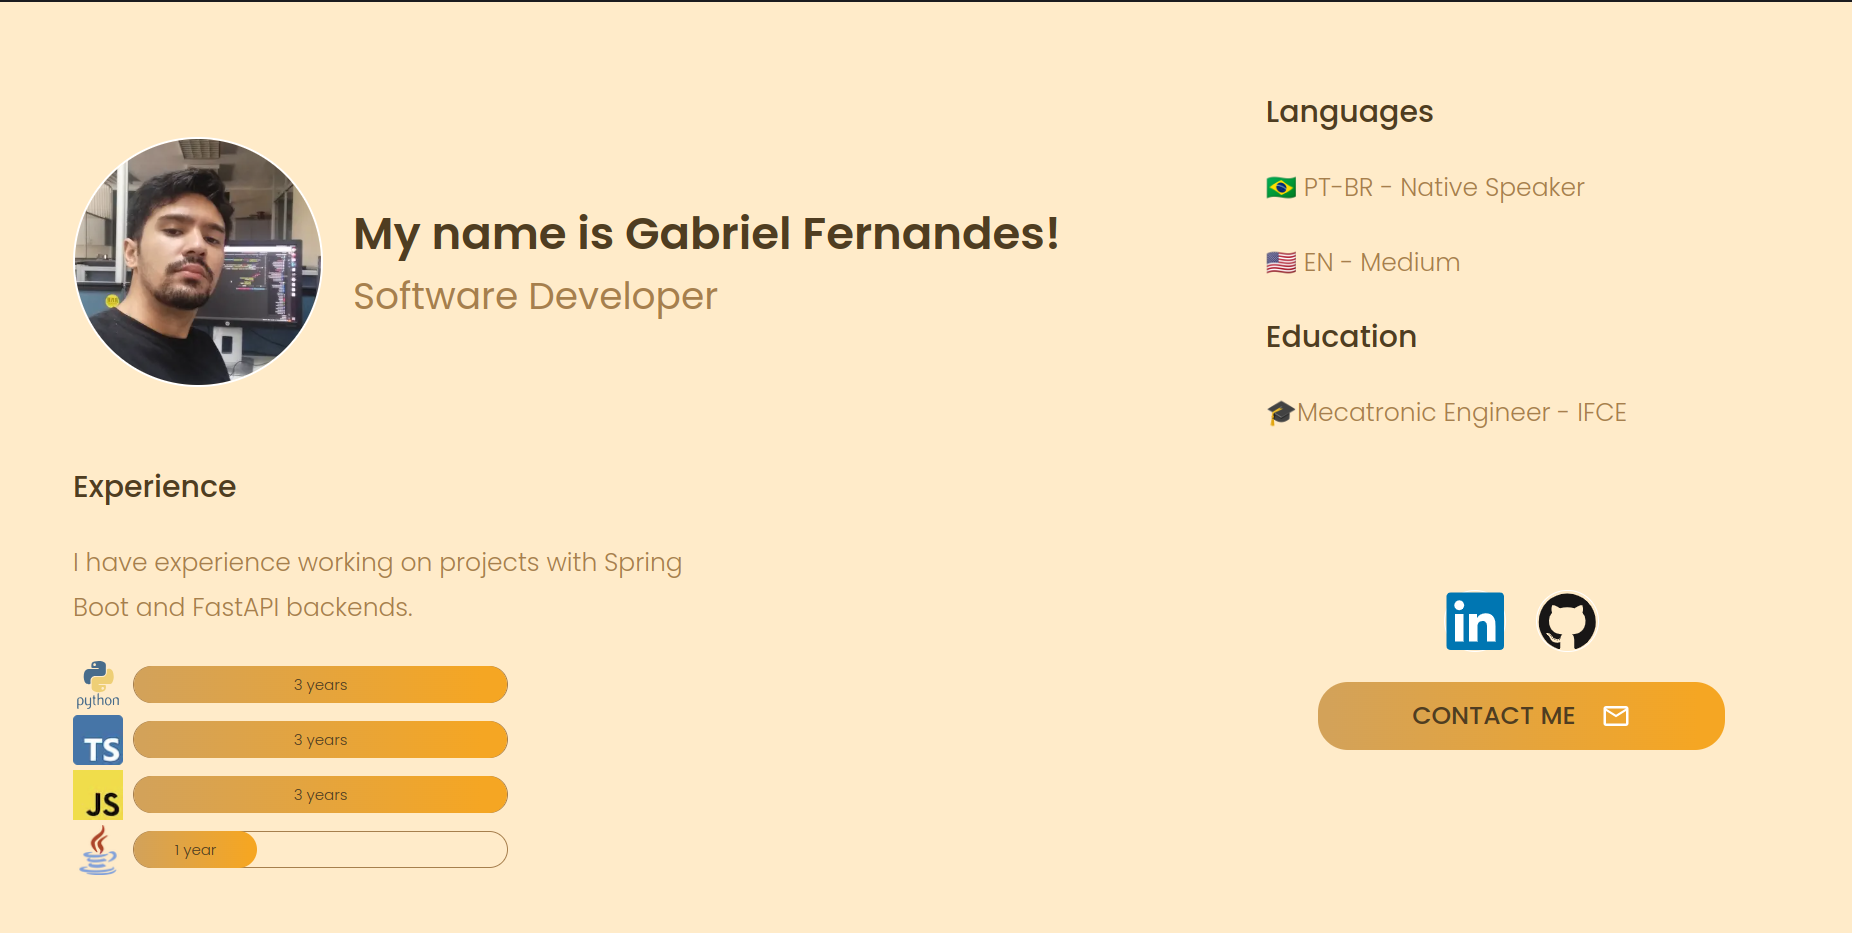 My name is Gabriel Fernandes!
Software Developer
Experience
I have experience working on projects with Spring
Boot and FastAPI backends.
python
3 years
TS
3 years
JS
3 years
1 year
Languages
PT-BR - Native Speaker
EN - Medium
Education
Mecatronic Engineer - IFCE
in
CONTACT ME